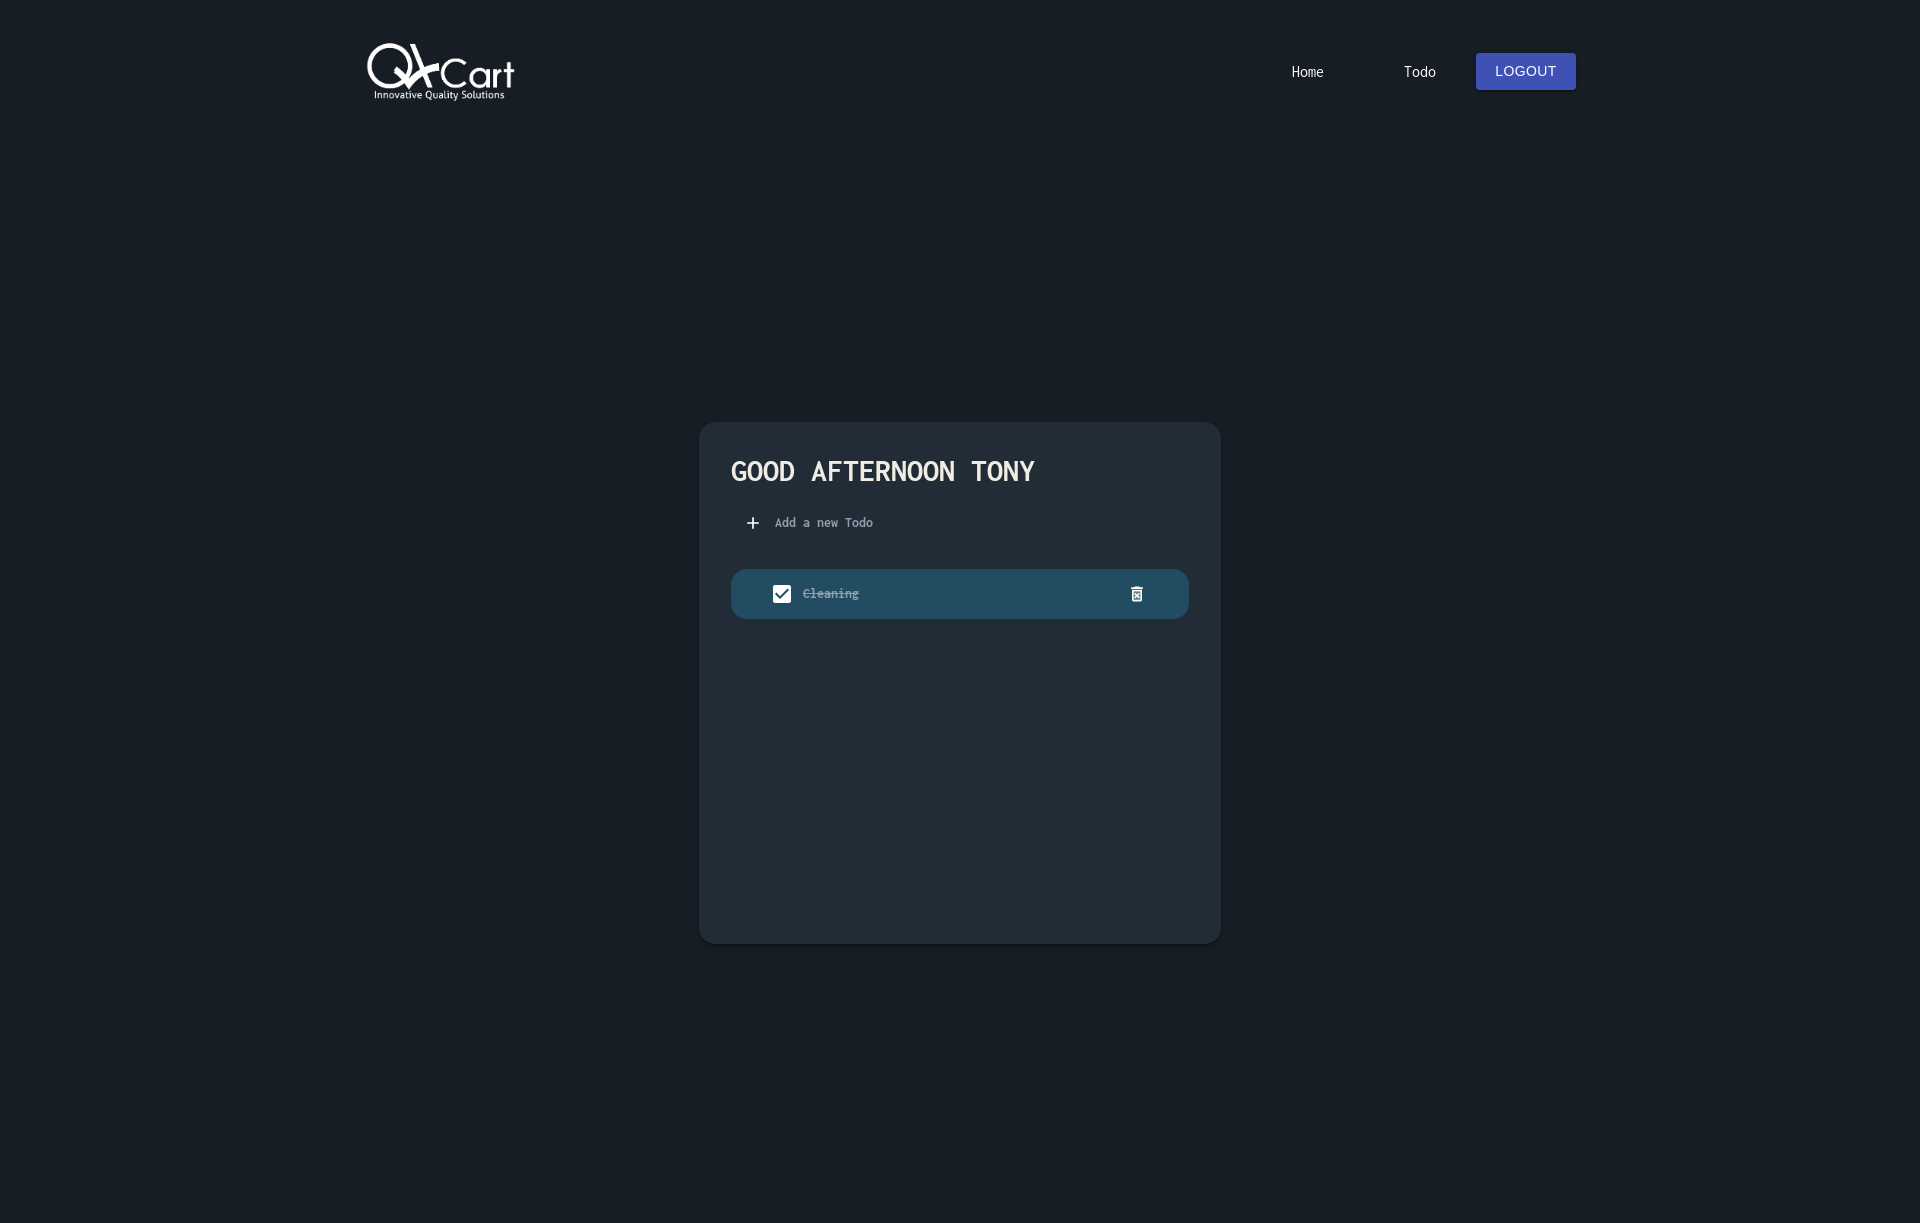 QkCart
Innovative Quality Solutions
Home
Todo
LOGOUT
GOOD AFTERNOON TONY
Add a new Todo
Cleaning